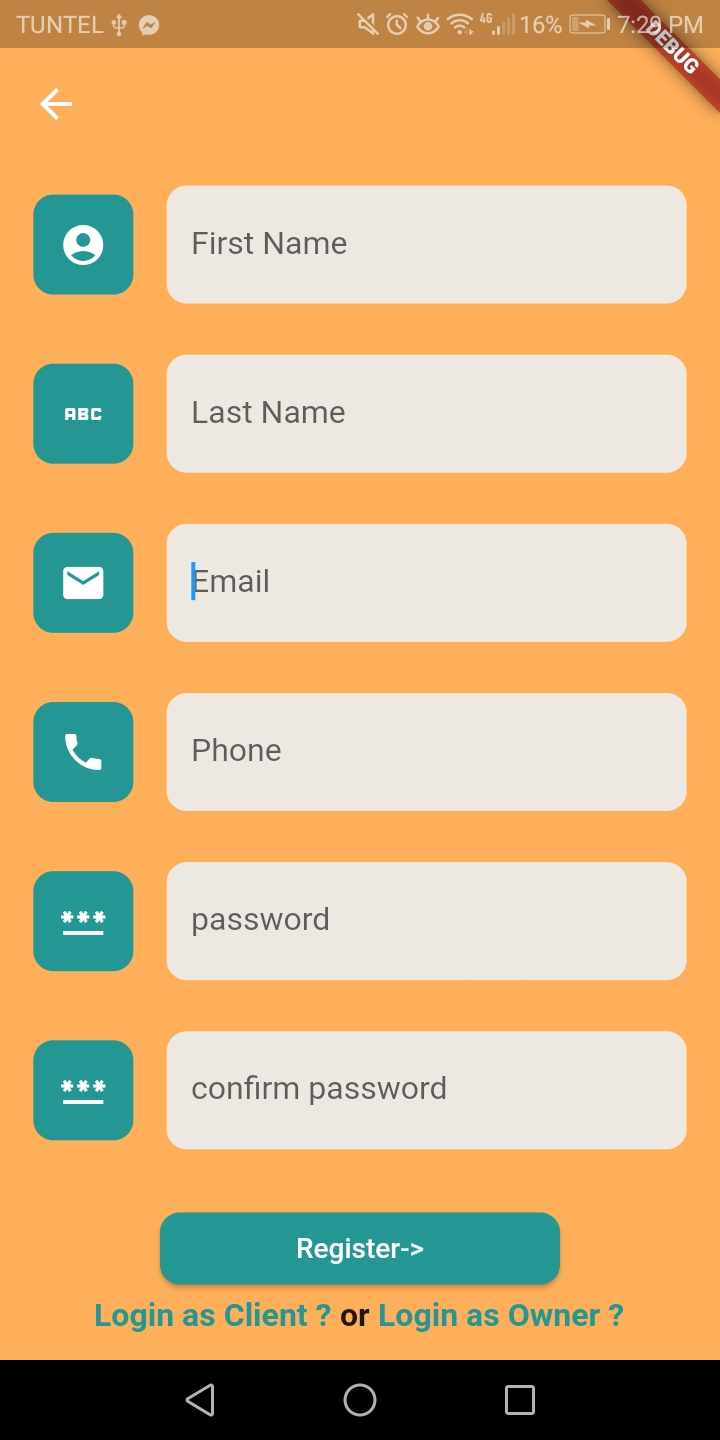 TUNTEL 4G 16% 7:29 PM
DEBUG
First Name
ABC Last Name
Email
Phone
*** password
*** confirm password
Register->
Login as Client ? or Login as Owner ?